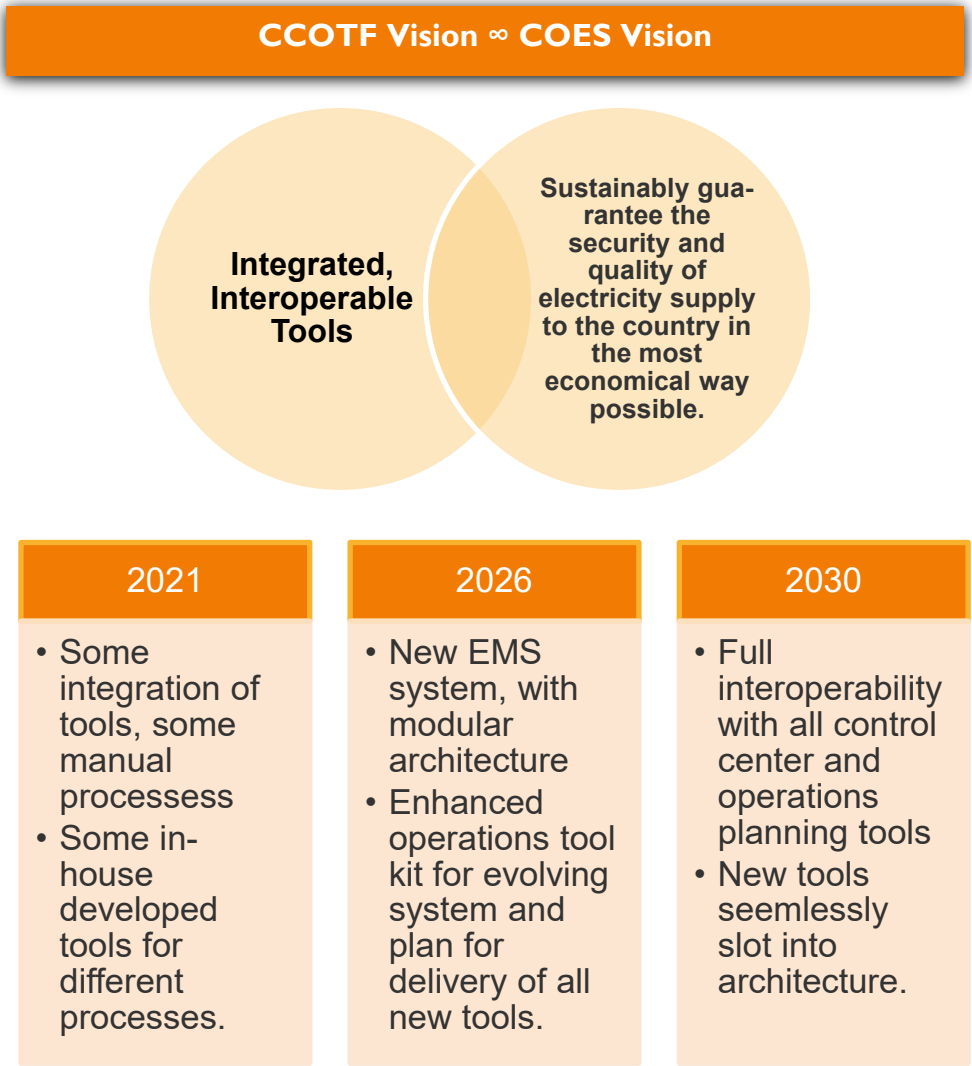 CCOTF Vision ∞ COES Vision
Integrated,
Interoperable
Tools
Sustainably gua-
rantee the
security and
quality of
electricity supply
to the country in
the most
economical way
possible.
2021
• Some
integration of
tools, some
manual
processess
• Some in-
house
developed
tools for
different
processes.
2026
• New EMS
system, with
modular
architecture
• Enhanced
operations tool
kit for evolving
system and
plan for
delivery of all
new tools.
2030
• Full
interoperability
with all control
center and
operations
planning tools
• New tools
seemlessly
slot into
architecture.